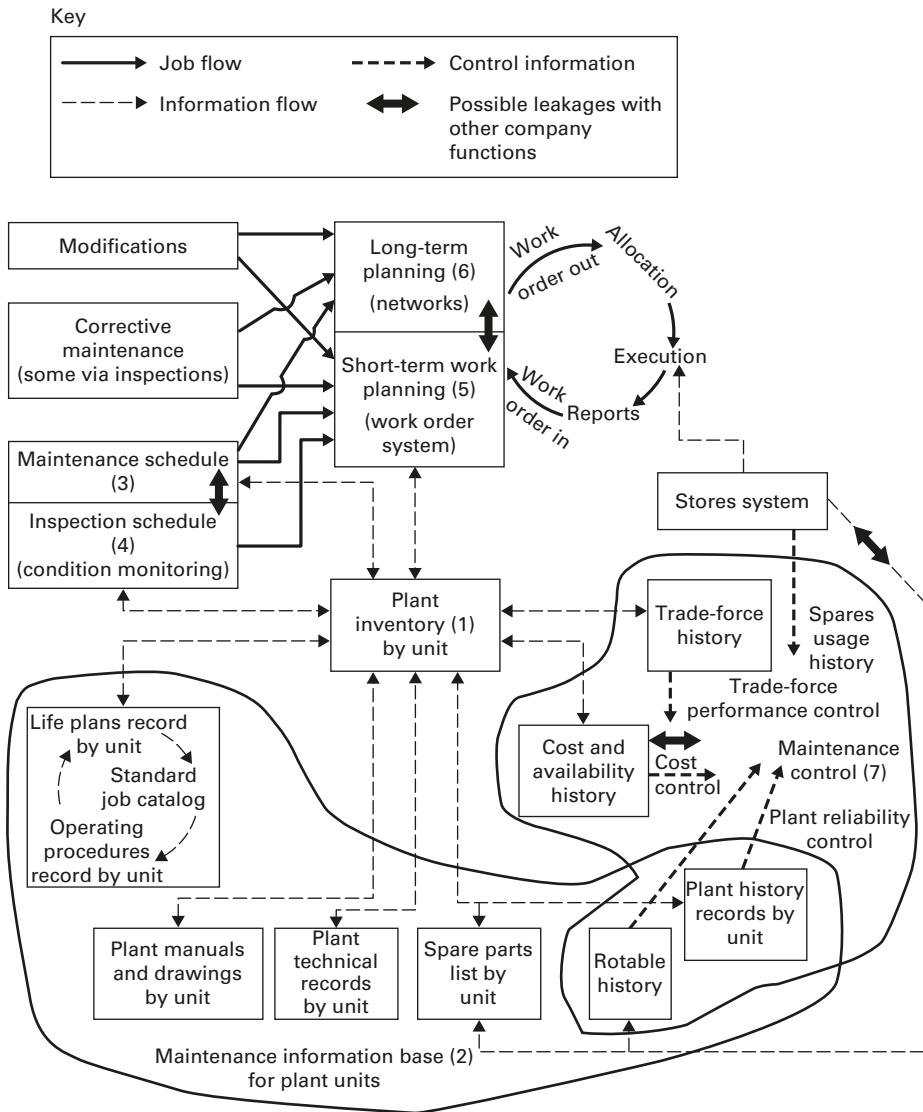 Key
Job flow
Control information
Information flow
Possible leakages with
other company
functions
Modifications
Long-term
planning (6)
(networks)
Work
order out
Allocation
Corrective
maintenance
(some via inspections)
Short-term work
planning (5)
(work order
system)
Execution
Reports
Work
order in
Maintenance schedule
(3)
Inspection schedule
(4)
(condition monitoring)
Stores system
Plant
inventory (1)
by unit
Trade-force
history
Spares
usage
history
Trade-force
performance control
Life plans record
by unit
Standard
job catalog
Operating
procedures
record by unit
Cost and
availability
history
Cost
control
Maintenance
control (7)
Plant reliability
control
Plant manuals
and drawings
by unit
Plant
technical
records
by unit
Spare parts
list by
unit
Rotable
history
Plant history
records by
unit
Maintenance information base (2)
for plant units